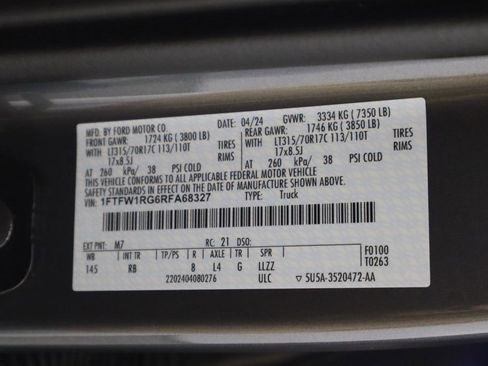 MFD BY FORD MOTOR CO. DATE: 04/24 GVWR: 3334 KG ( 7350 LB)
FRONT GAWR: 1724 KG ( 3800 LB) REAR GAWR: 1746 KG ( 3850 LB)
WITH LT315/70R17C 113/110T TIRES WITH LT315/70R17C 113/110T TIRES
17x8.5J RIMS 17x8.5J RIMS
AT 260 kPa/ 38 PSI COLD AT 260 kPa/ 38 PSI COLD
THIS VEHICLE CONFORMS TO ALL APPLICABLE FEDERAL MOTOR VEHICLE
SAFETY STANDARDS IN EFFECT ON THE DATE OF MANUFACTURE SHOWN ABOVE.
VIN: 1FTFW1RG6RFA68327 TYPE: Truck
EXT PNT: M7 RC: 21 DSO:
WB INT TR TP/PS R AXLE TR SPR F0100
145 RB 8 L4 G LLZZ T0263
2202404080276 ULC 5U5A-3520472-AA